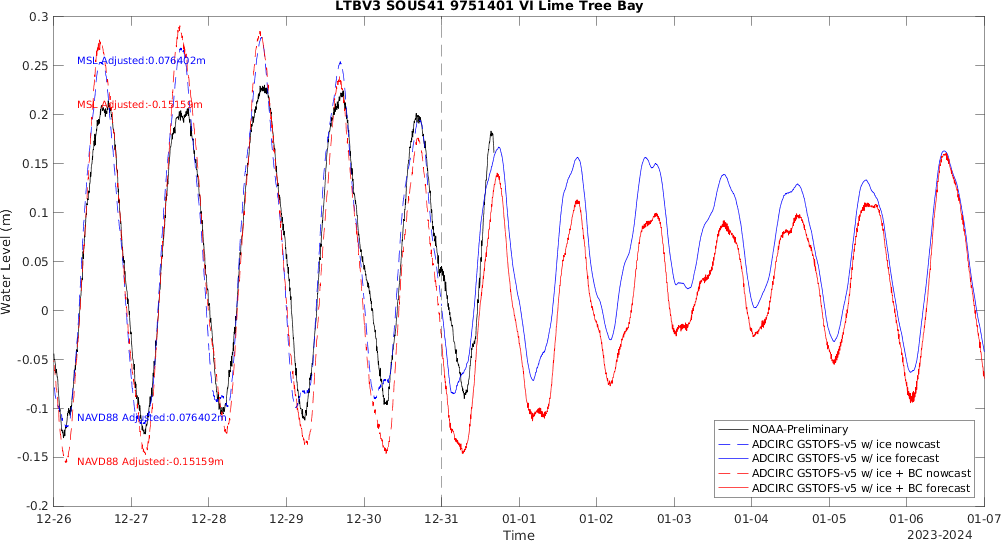 LTBV3 SOUS41 9751401 VI Lime Tree Bay
0.3
0.25
0.2
0.15
0.1
0.05
0
-0.05
-0.1
-0.15
-0.2
Water Level (m)
MSL Adjusted:0.076402m
MSL Adjusted:-0.15159m
NAVD88 Adjusted:0.076402m
NAVD88 Adjusted:-0.15159m
NOAA-Preliminary
ADCIRC GSTOFS-v5 w/ ice nowcast
ADCIRC GSTOFS-v5 w/ ice forecast
ADCIRC GSTOFS-v5 w/ ice + BC nowcast
ADCIRC GSTOFS-v5 w/ ice + BC forecast
12-26 12-27 12-28 12-29 12-30 12-31 01-01 01-02 01-03 01-04 01-05 01-06 01-07
Time
2023-2024